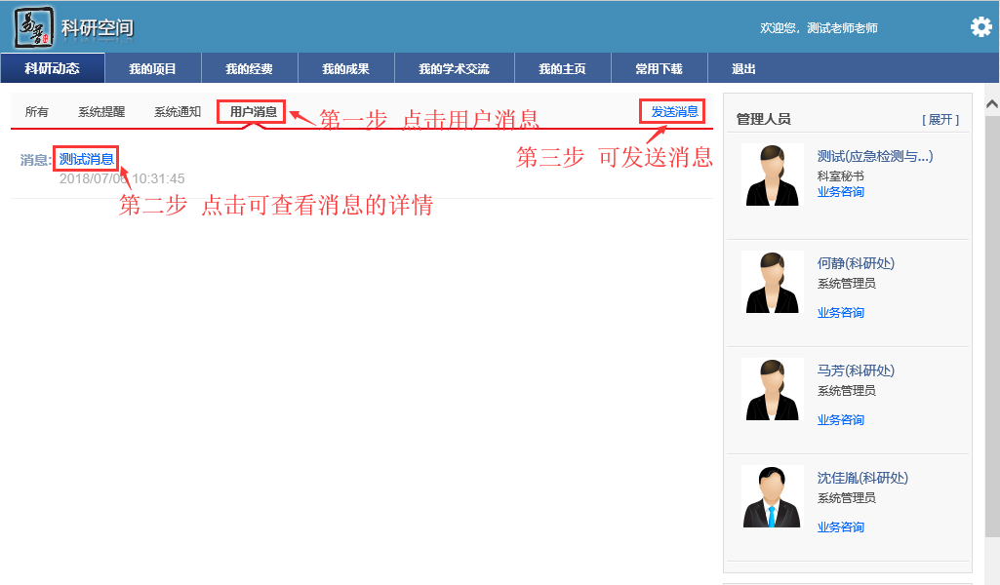 易普
科研空间
欢迎您，测试老师老师
科研动态 我的项目 我的经费 我的成果 我的学术交流 我的主页 常用下载 退出
所有 系统提醒 系统通知 用户消息 发送消息
第一步 点击用户消息
第三步 可发送消息
消息: 测试消息
2018/07/06 10:31:45
第二步 点击可查看消息的详情
管理人员 [ 展开 ]
测试(应急检测与...)
科室秘书
业务咨询
何静(科研处)
系统管理员
业务咨询
马芳(科研处)
系统管理员
业务咨询
沈佳胤(科研处)
系统管理员
业务咨询